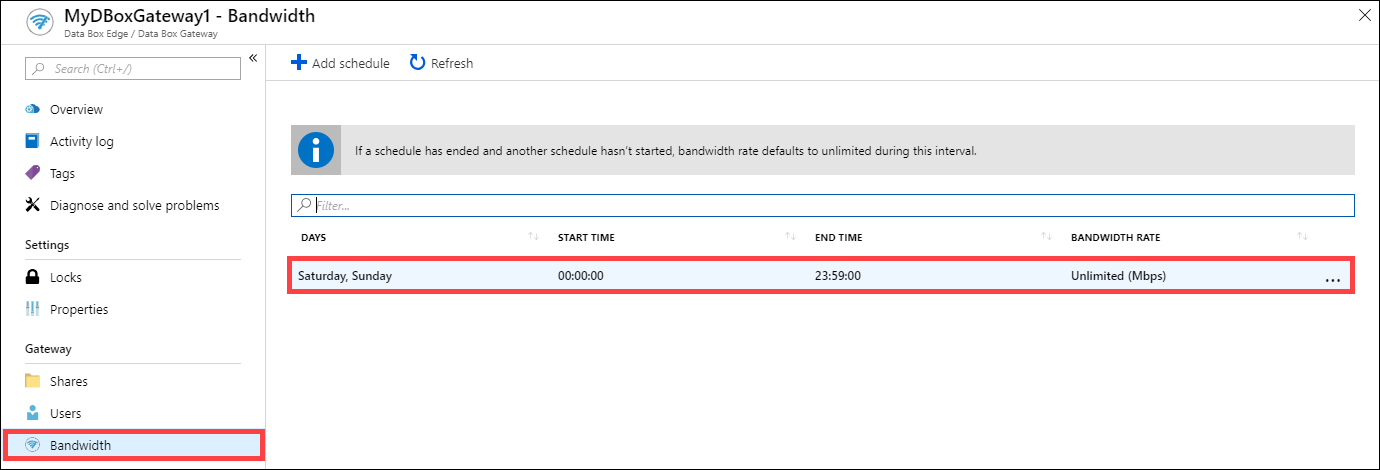 MyDBoxGateway1 - Bandwidth
Data Box Edge / Data Box Gateway
Search (Ctrl+/)
Overview
Activity log
Tags
Diagnose and solve problems
Settings
Locks
Properties
Gateway
Shares
Users
Bandwidth
Add schedule Refresh
If a schedule has ended and another schedule hasn't started, bandwidth rate defaults to unlimited during this interval.
Filter...
DAYS START TIME END TIME BANDWIDTH RATE
Saturday, Sunday 00:00:00 23:59:00 Unlimited (Mbps) ...